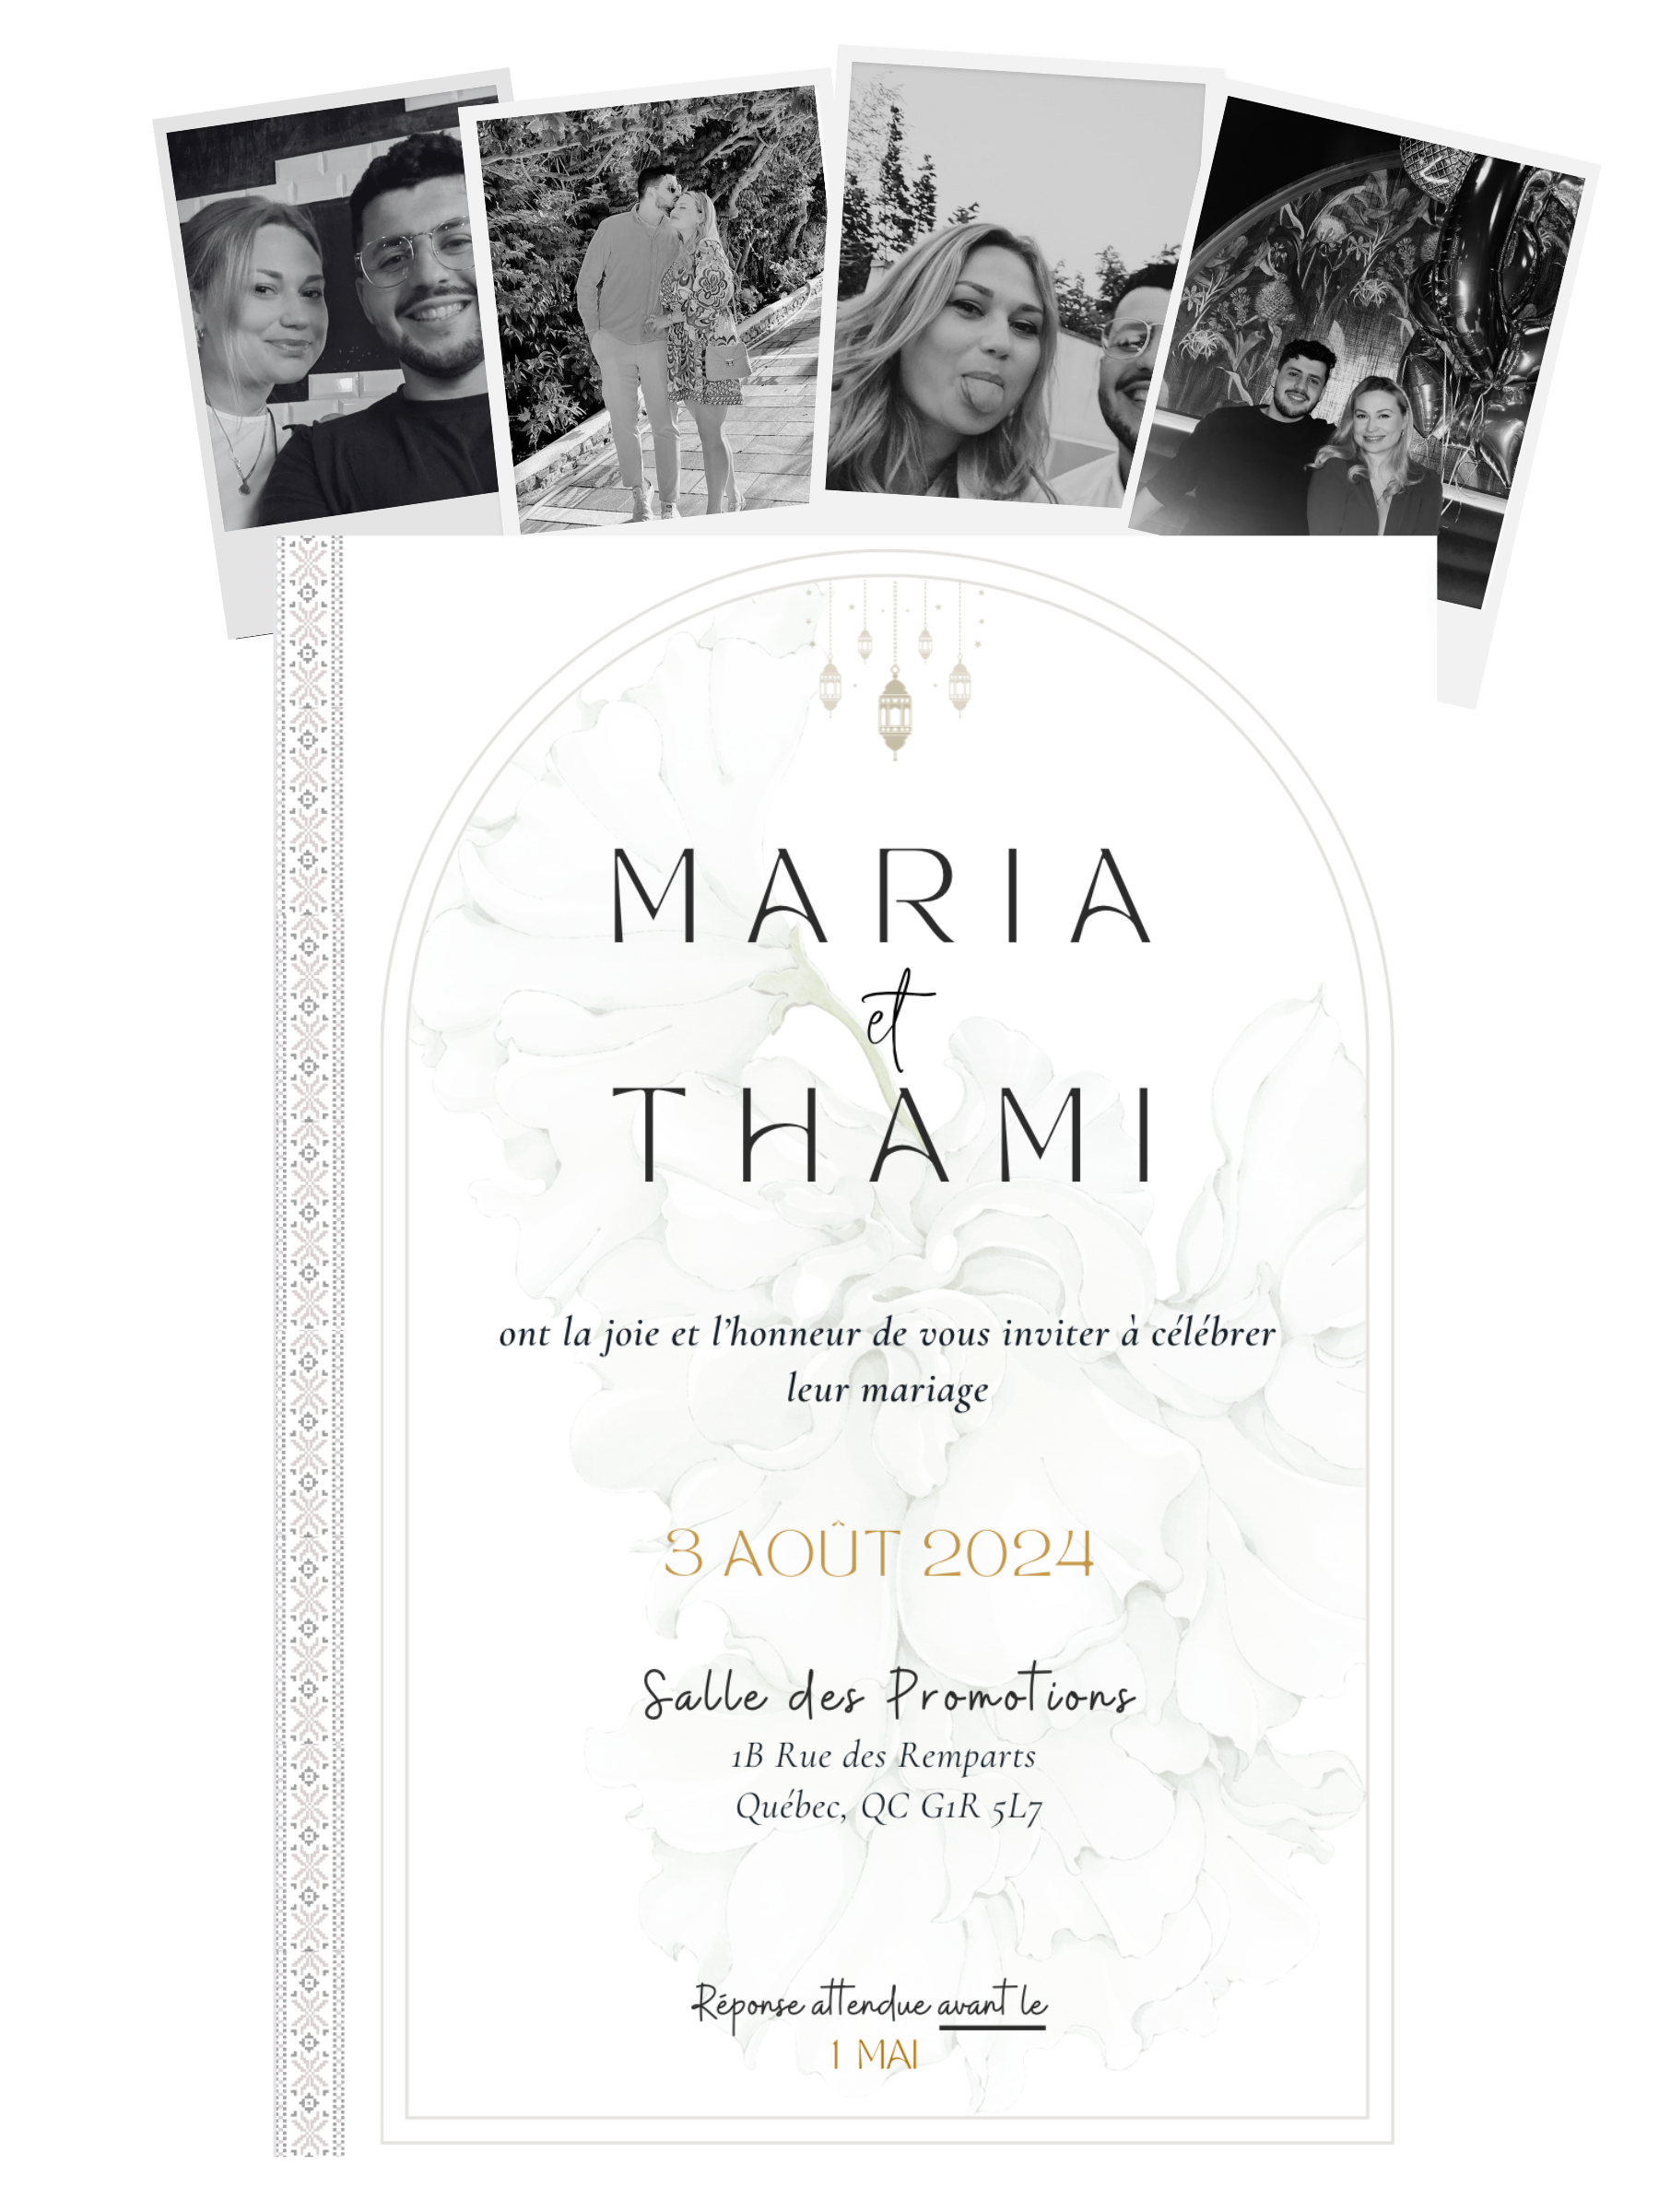 MARIA
et
THAMI
ont la joie et l’honneur de vous inviter à célébrer
leur mariage
3 AOÛT 2024
Salle des Promotions
1B Rue des Remparts
Québec, QC G1R 5L7
Réponse attendue avant le
1 MAI